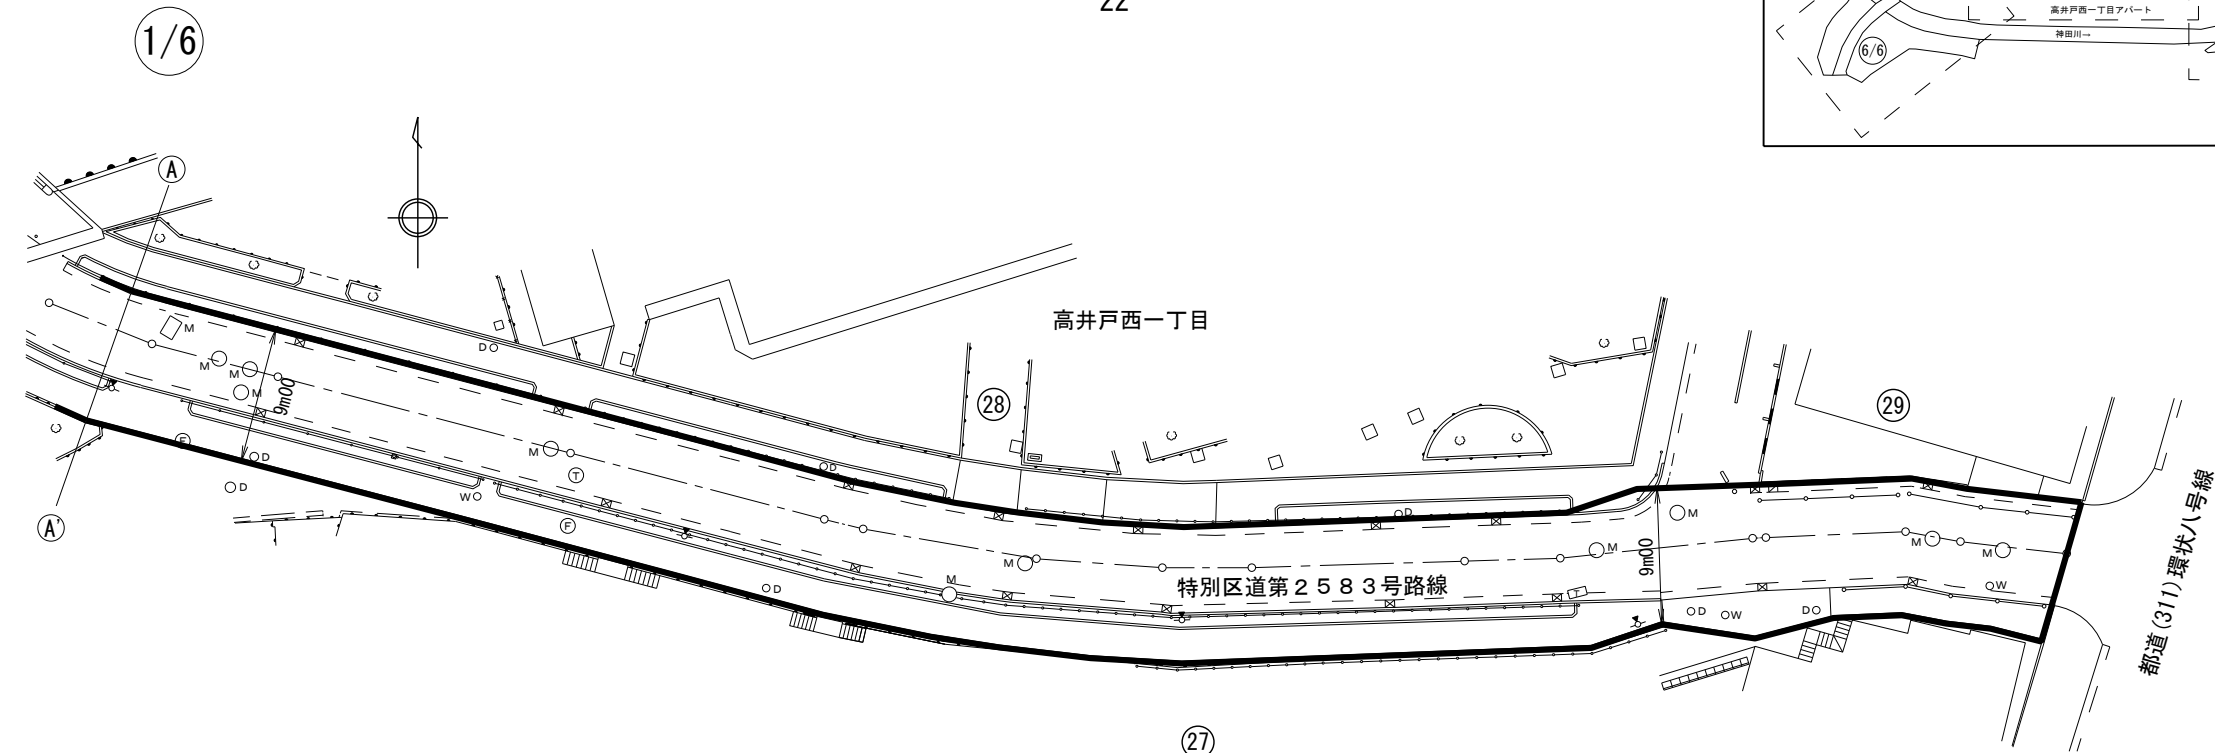 22
1/6
高井戸西一丁目アパート
神田川→
6/6
A
高井戸西一丁目
M
D
M
M
M
9m00
28
29
F
D
M
D
D
T
W
F
D
M
9m00
M
M
M
M
都道(311)環状八号線
A'
D
M
特別区道第2583号路線
T
W
D
D
W
D
27